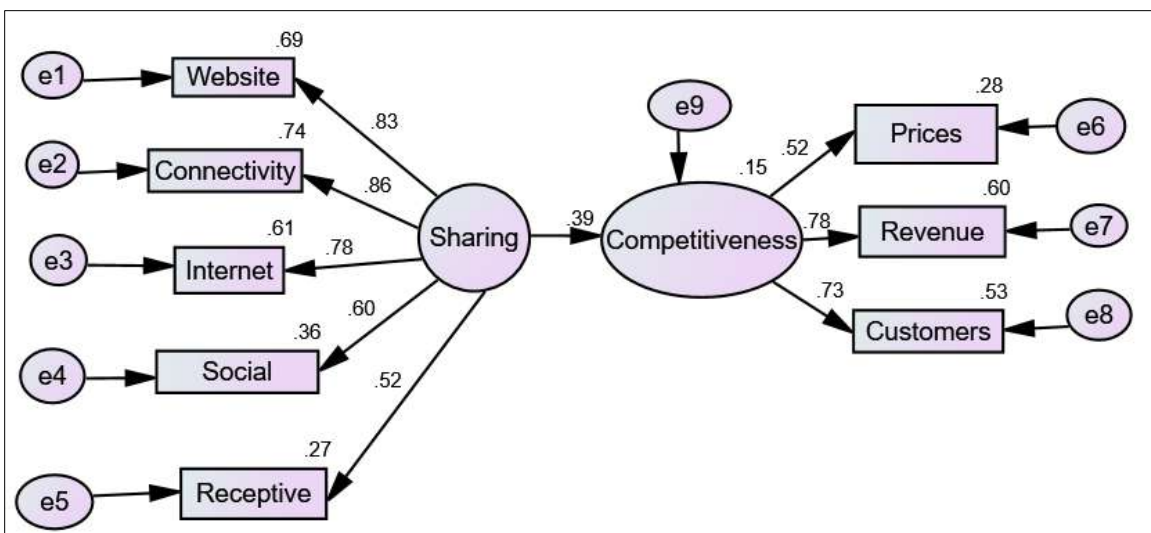 .69
e1
Website
.83
.74
e2
Connectivity
.86
.61
e3
Internet
.78
.60
.36
e4
Social
.52
.27
e5
Receptive
Sharing
.39
e9
.15
Competitiveness
.52
.28
Prices
e6
.78
.60
Revenue
e7
.73
.53
Customers
e8